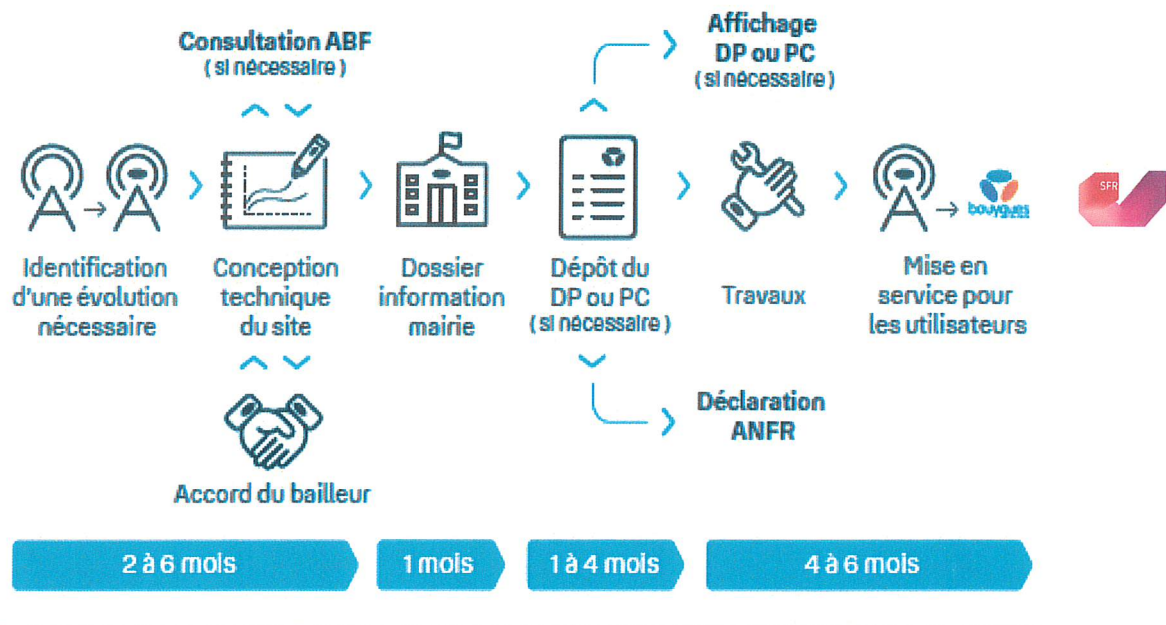 Consultation ABF
( si nécessaire )
Affichage
DP ou PC
( si nécessaire )
Identification
d'une évolution
nécessaire
Conception
technique
du site
Dossier
information
mairie
Dépôt du
DP ou PC
( si nécessaire )
Travaux
bouygues
SFR
Mise en
service pour
les utilisateurs
Accord du bailleur
Déclaration
ANFR
2 à 6 mois
1 mois
1 à 4 mois
4 à 6 mois